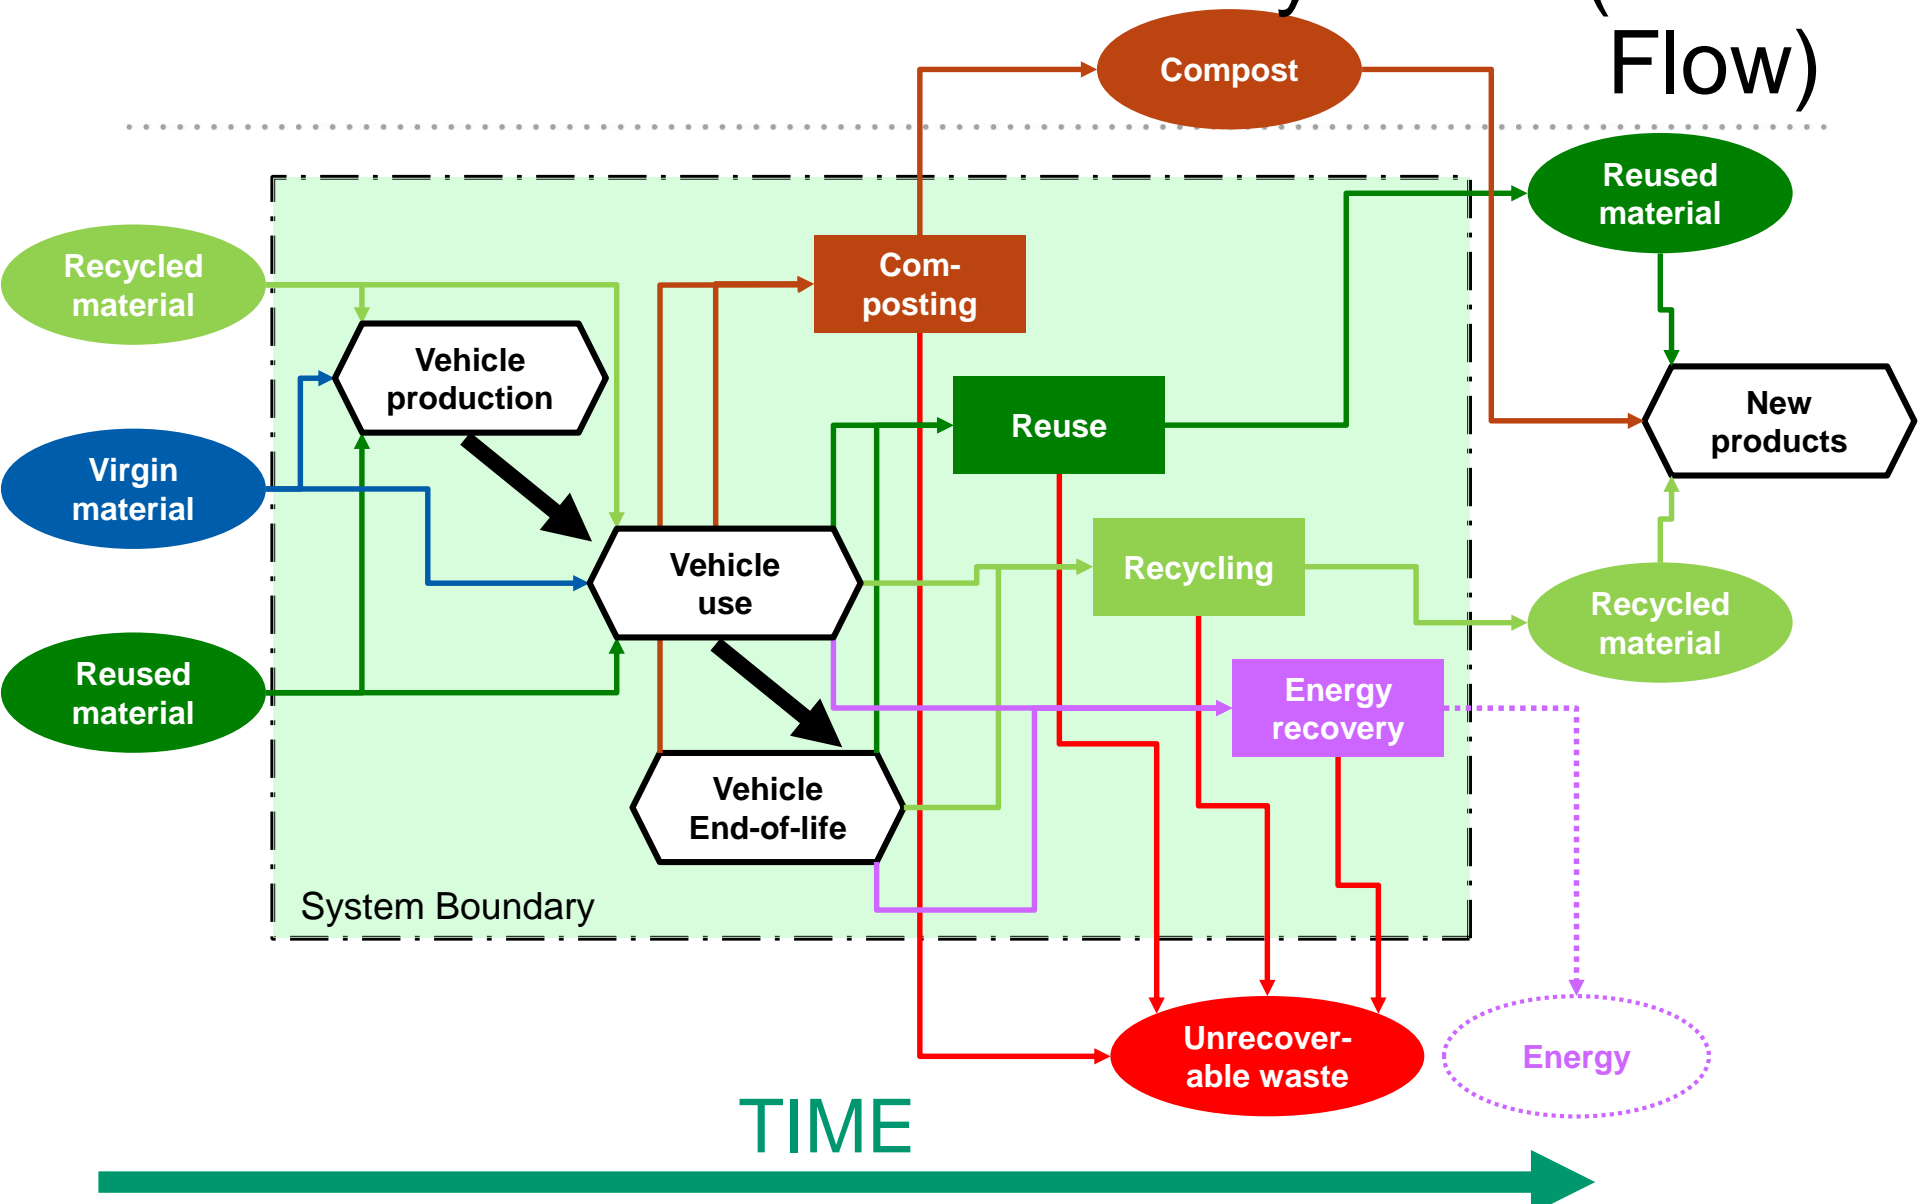 Flow)
Compost
Reused
material
Recycled
material
Com-
posting
Vehicle
production
Reuse
New
products
Virgin
material
Vehicle
use
Recycling
Recycled
material
Reused
material
Energy
recovery
Vehicle
End-of-life
System Boundary
Unrecover-
able waste
Energy
TIME